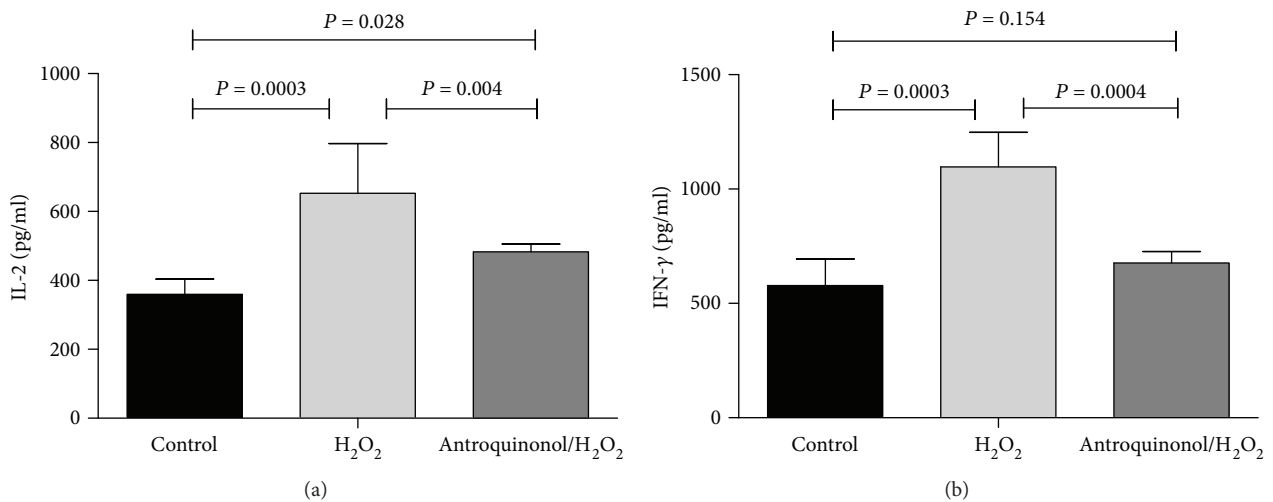 P = 0.028
P = 0.0003
P = 0.004
IL-2 (pg/ml)
1000
800
600
400
200
0
Control
H₂O₂
Antroquinonol/H₂O₂
(a)
P = 0.154
P = 0.0003
P = 0.0004
IFN-γ (pg/ml)
1500
1000
500
0
Control
H₂O₂
Antroquinonol/H₂O₂
(b)